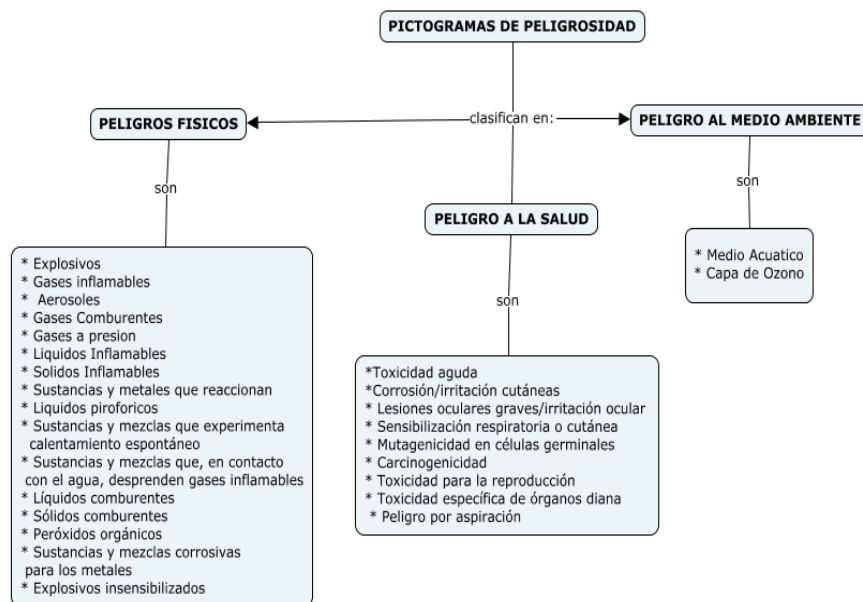 PICTOGRAMAS DE PELIGROSIDAD
clasifican en:
PELIGROS FISICOS
son
* Explosivos
* Gases inflamables
* Aerosoles
* Gases Comburentes
* Gases a presion
* Liquidos Inflamables
* Solidos Inflamables
* Sustancias y metales que reaccionan
* Liquidos piroforicos
* Sustancias y mezclas que experimenta
calentamiento espontáneo
* Sustancias y mezclas que, en contacto
con el agua, desprenden gases inflamables
* Líquidos comburentes
* Sólidos comburentes
* Peróxidos orgánicos
* Sustancias y mezclas corrosivas
para los metales
* Explosivos insensibilizados
PELIGRO A LA SALUD
son
*Toxicidad aguda
*Corrosión/irritación cutáneas
* Lesiones oculares graves/irritación ocular
* Sensibilización respiratoria o cutánea
* Mutagenicidad en células germinales
* Carcinogenicidad
* Toxicidad para la reproducción
* Toxicidad específica de órganos diana
* Peligro por aspiración
PELIGRO AL MEDIO AMBIENTE
son
* Medio Acuatico
* Capa de Ozono